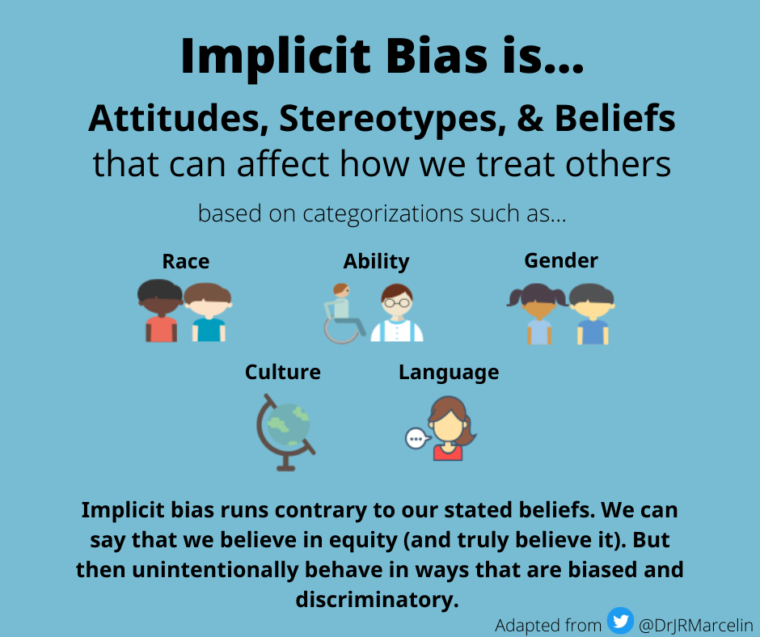 Implicit Bias is...
Attitudes, Stereotypes, & Beliefs
that can affect how we treat others
based on categorizations such as...
Race Ability Gender
Culture Language
Implicit bias runs contrary to our stated beliefs. We can
say that we believe in equity (and truly believe it). But
then unintentionally behave in ways that are biased and
discriminatory.
Adapted from @DrJRMarcelin